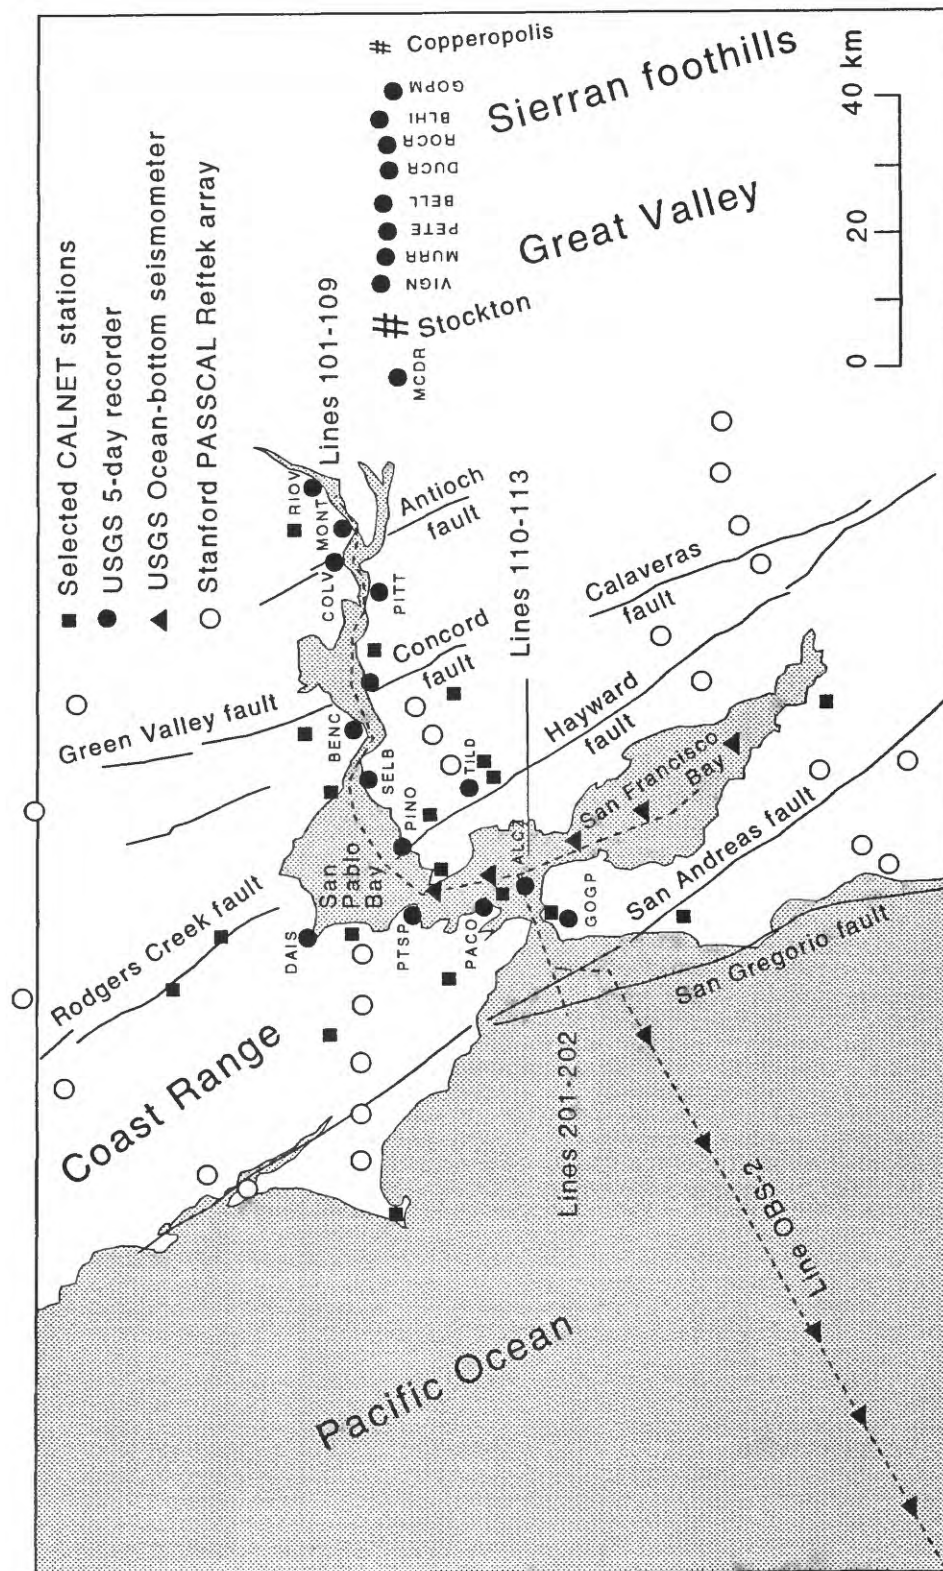 Selected CALNET stations
USGS 5-day recorder
USGS Ocean-bottom seismometer
Stanford PASSCAL Reftek array
Copperopolis
GOPM
BLHI
ROCR
DUCR
BELL
PETE
MURR
VIGN
Stockton
MCDR
Sierran foothills
Great Valley
0 20 40 km
Lines 101-109
RIOV
MONT
COLV
PITT
Antioch
fault
Concord
fault
Green Valley fault
BENC
SELB
PINO
TILD
Lines 110-113
Calaveras
fault
Hayward
fault
San Francisco
Bay
San
Pablo
Bay
ALCZ
GOGP
PACO
PTSP
DAIS
Rodgers Creek fault
San Andreas fault
San Gregorio fault
Coast Range
Lines 201-202
Line OBS-2
Pacific Ocean